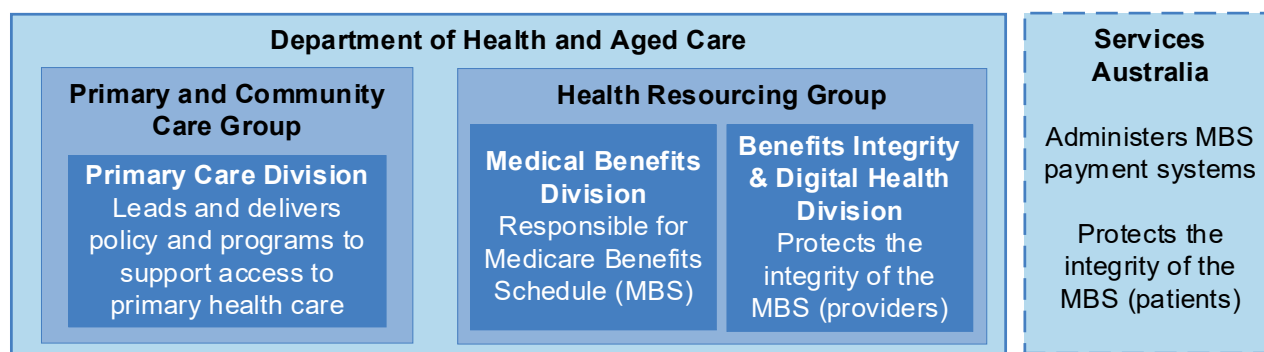 Department of Health and Aged Care
Primary and Community
Care Group
Primary Care Division
Leads and delivers
policy and programs to
support access to
primary health care
Health Resourcing Group
Medical Benefits
Division
Responsible for
Medicare Benefits
Schedule (MBS)
Benefits Integrity
& Digital Health
Division
Protects the
integrity of the
MBS (providers)
Services
Australia
Administers MBS
payment systems
Protects the
integrity of the
MBS (patients)